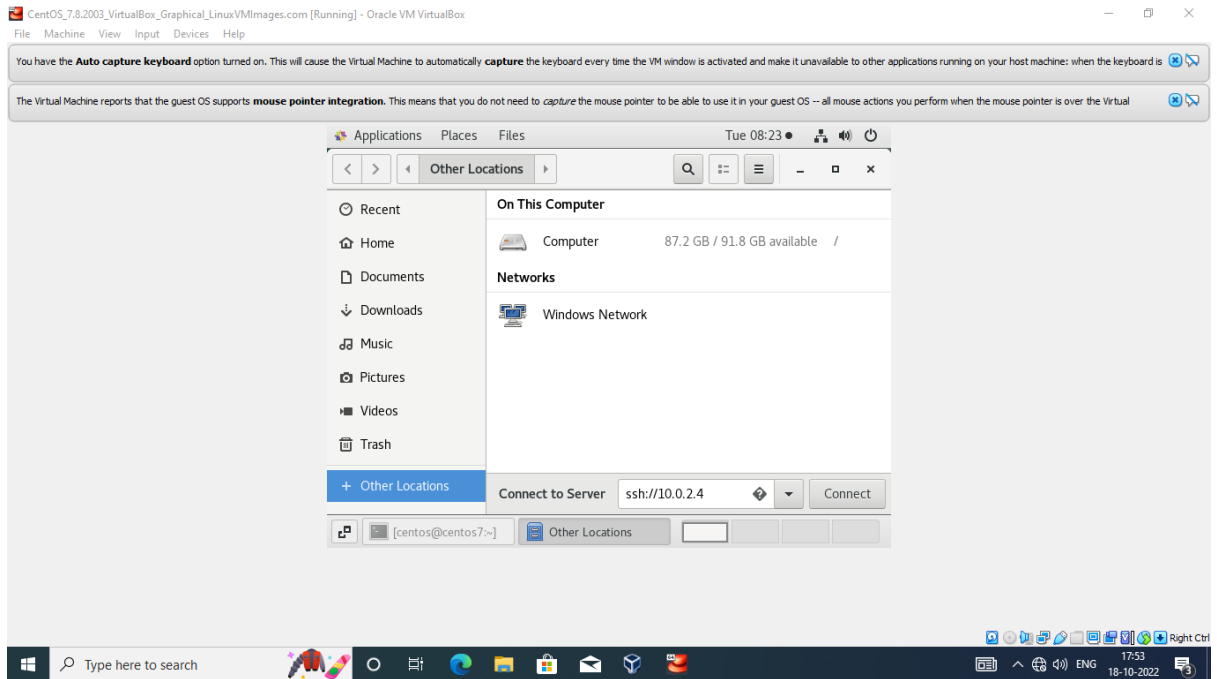 CentOS_7.8.2003_VirtualBox_Graphical_LinuxVMImages.com [Running] - Oracle VM VirtualBox
File Machine View Input Devices Help
You have the Auto capture keyboard option turned on. This will cause the Virtual Machine to automatically capture the keyboard every time the VM window is activated and make it unavailable to other applications running on your host machine: when the keyboard is
The Virtual Machine reports that the guest OS supports mouse pointer integration. This means that you do not need to capture the mouse pointer to be able to use it in your guest OS -- all mouse actions you perform when the mouse pointer is over the Virtual
Applications Places Files Tue 08:23
Other Locations
Recent
Home
Documents
Downloads
Music
Pictures
Videos
Trash
+ Other Locations
On This Computer
Computer 87.2 GB / 91.8 GB available /
Networks
Windows Network
Connect to Server ssh://10.0.2.4 Connect
[centos@centos7:~] Other Locations
Right Ctrl
Type here to search
ENG
17:53
18-10-2022
3